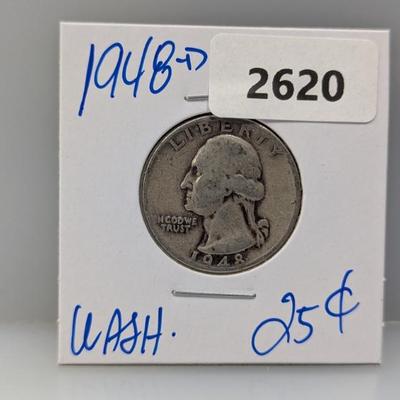 1948-D
2620
LIBERTY
IN GOD WE
TRUST
1948
WASH. 25¢